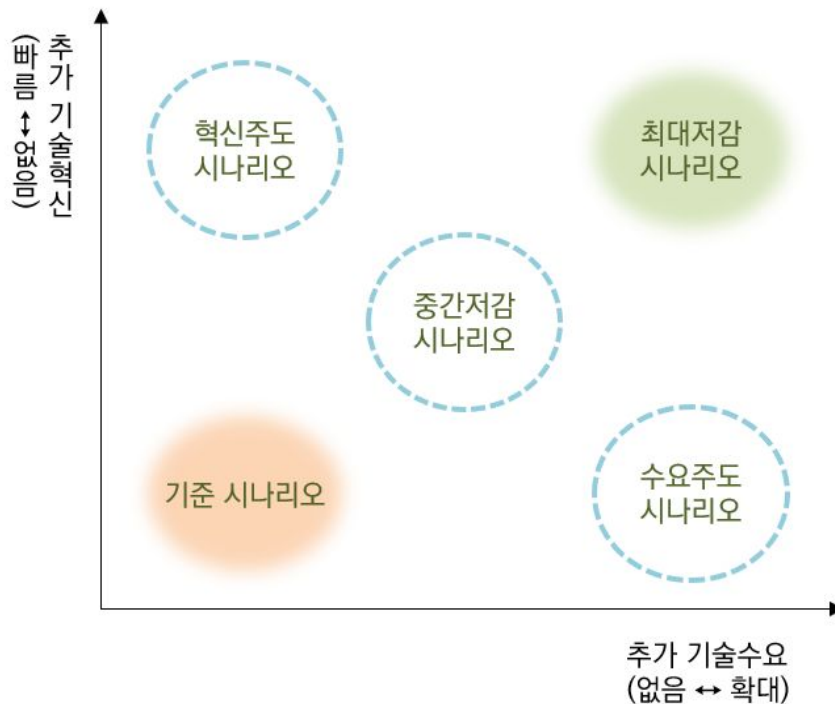 추가 기술혁신
(빠름 ↔ 없음)
혁신주도
시나리오
최대저감
시나리오
중간저감
시나리오
기준 시나리오
수요주도
시나리오
추가 기술수요
(없음 ↔ 확대)